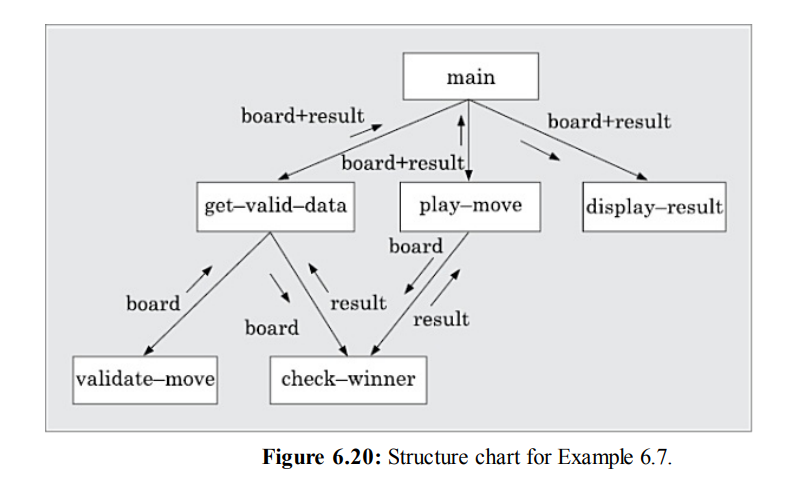 main
board+result
board+result
board+result
get–valid–data
play–move
display–result
board
board
result
board
result
validate–move
check–winner
Figure 6.20: Structure chart for Example 6.7.